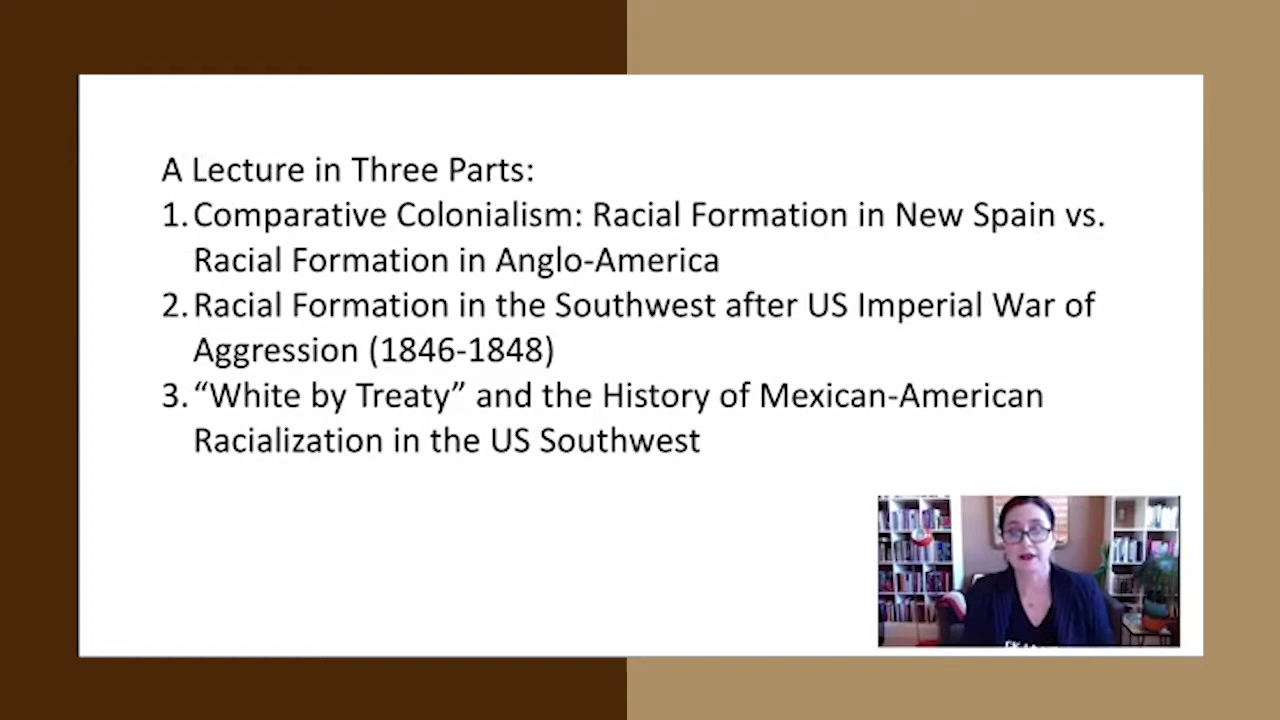 A Lecture in Three Parts:
1. Comparative Colonialism: Racial Formation in New Spain vs.
Racial Formation in Anglo-America
2. Racial Formation in the Southwest after US Imperial War of
Aggression (1846-1848)
3. “White by Treaty” and the History of Mexican-American
Racialization in the US Southwest